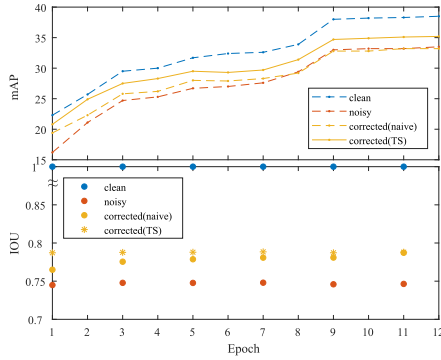 40
35
30
25
20
15
mAP
clean
noisy
corrected(naive)
corrected(TS)
1
≈
0.8
0.75
0.7
IOU
clean
noisy
corrected(naive)
corrected(TS)
1 2 3 4 5 6 7 8 9 10 11 12
Epoch